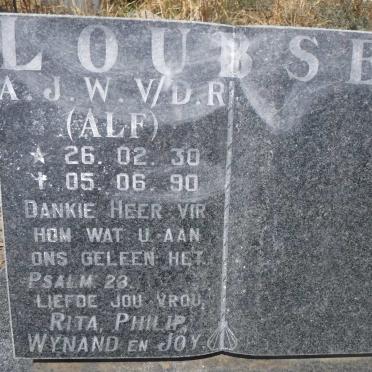 LOUBSE
A. J. W. V/D. R
(ALF)
★ 26. 02. 30
✝ 05. 06. 90
DANKIE HEER VIR
HOM WAT U AAN
ONS GELEEN HET.
PSALM 23.
LIEFDE JOU VROU,
RITA, PHILIP,
WYNAND EN JOY